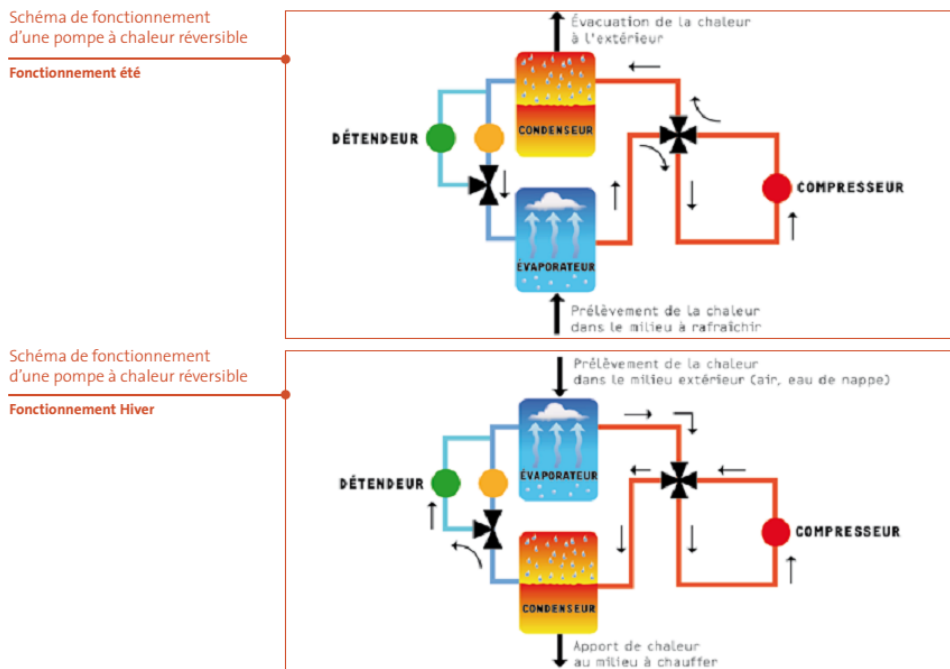 Schéma de fonctionnement
d'une pompe à chaleur réversible
Fonctionnement été
Évacuation de la chaleur
à l'extérieur
CONDENSEUR
DÉTENDEUR
COMPRESSEUR
ÉVAPORATEUR
Prélèvement de la chaleur
dans le milieu à rafraîchir
Schéma de fonctionnement
d'une pompe à chaleur réversible
Fonctionnement Hiver
Prélèvement de la chaleur
dans le milieu extérieur (air, eau de nappe)
ÉVAPORATEUR
DÉTENDEUR
COMPRESSEUR
CONDENSEUR
Apport de chaleur
au milieu à chauffer